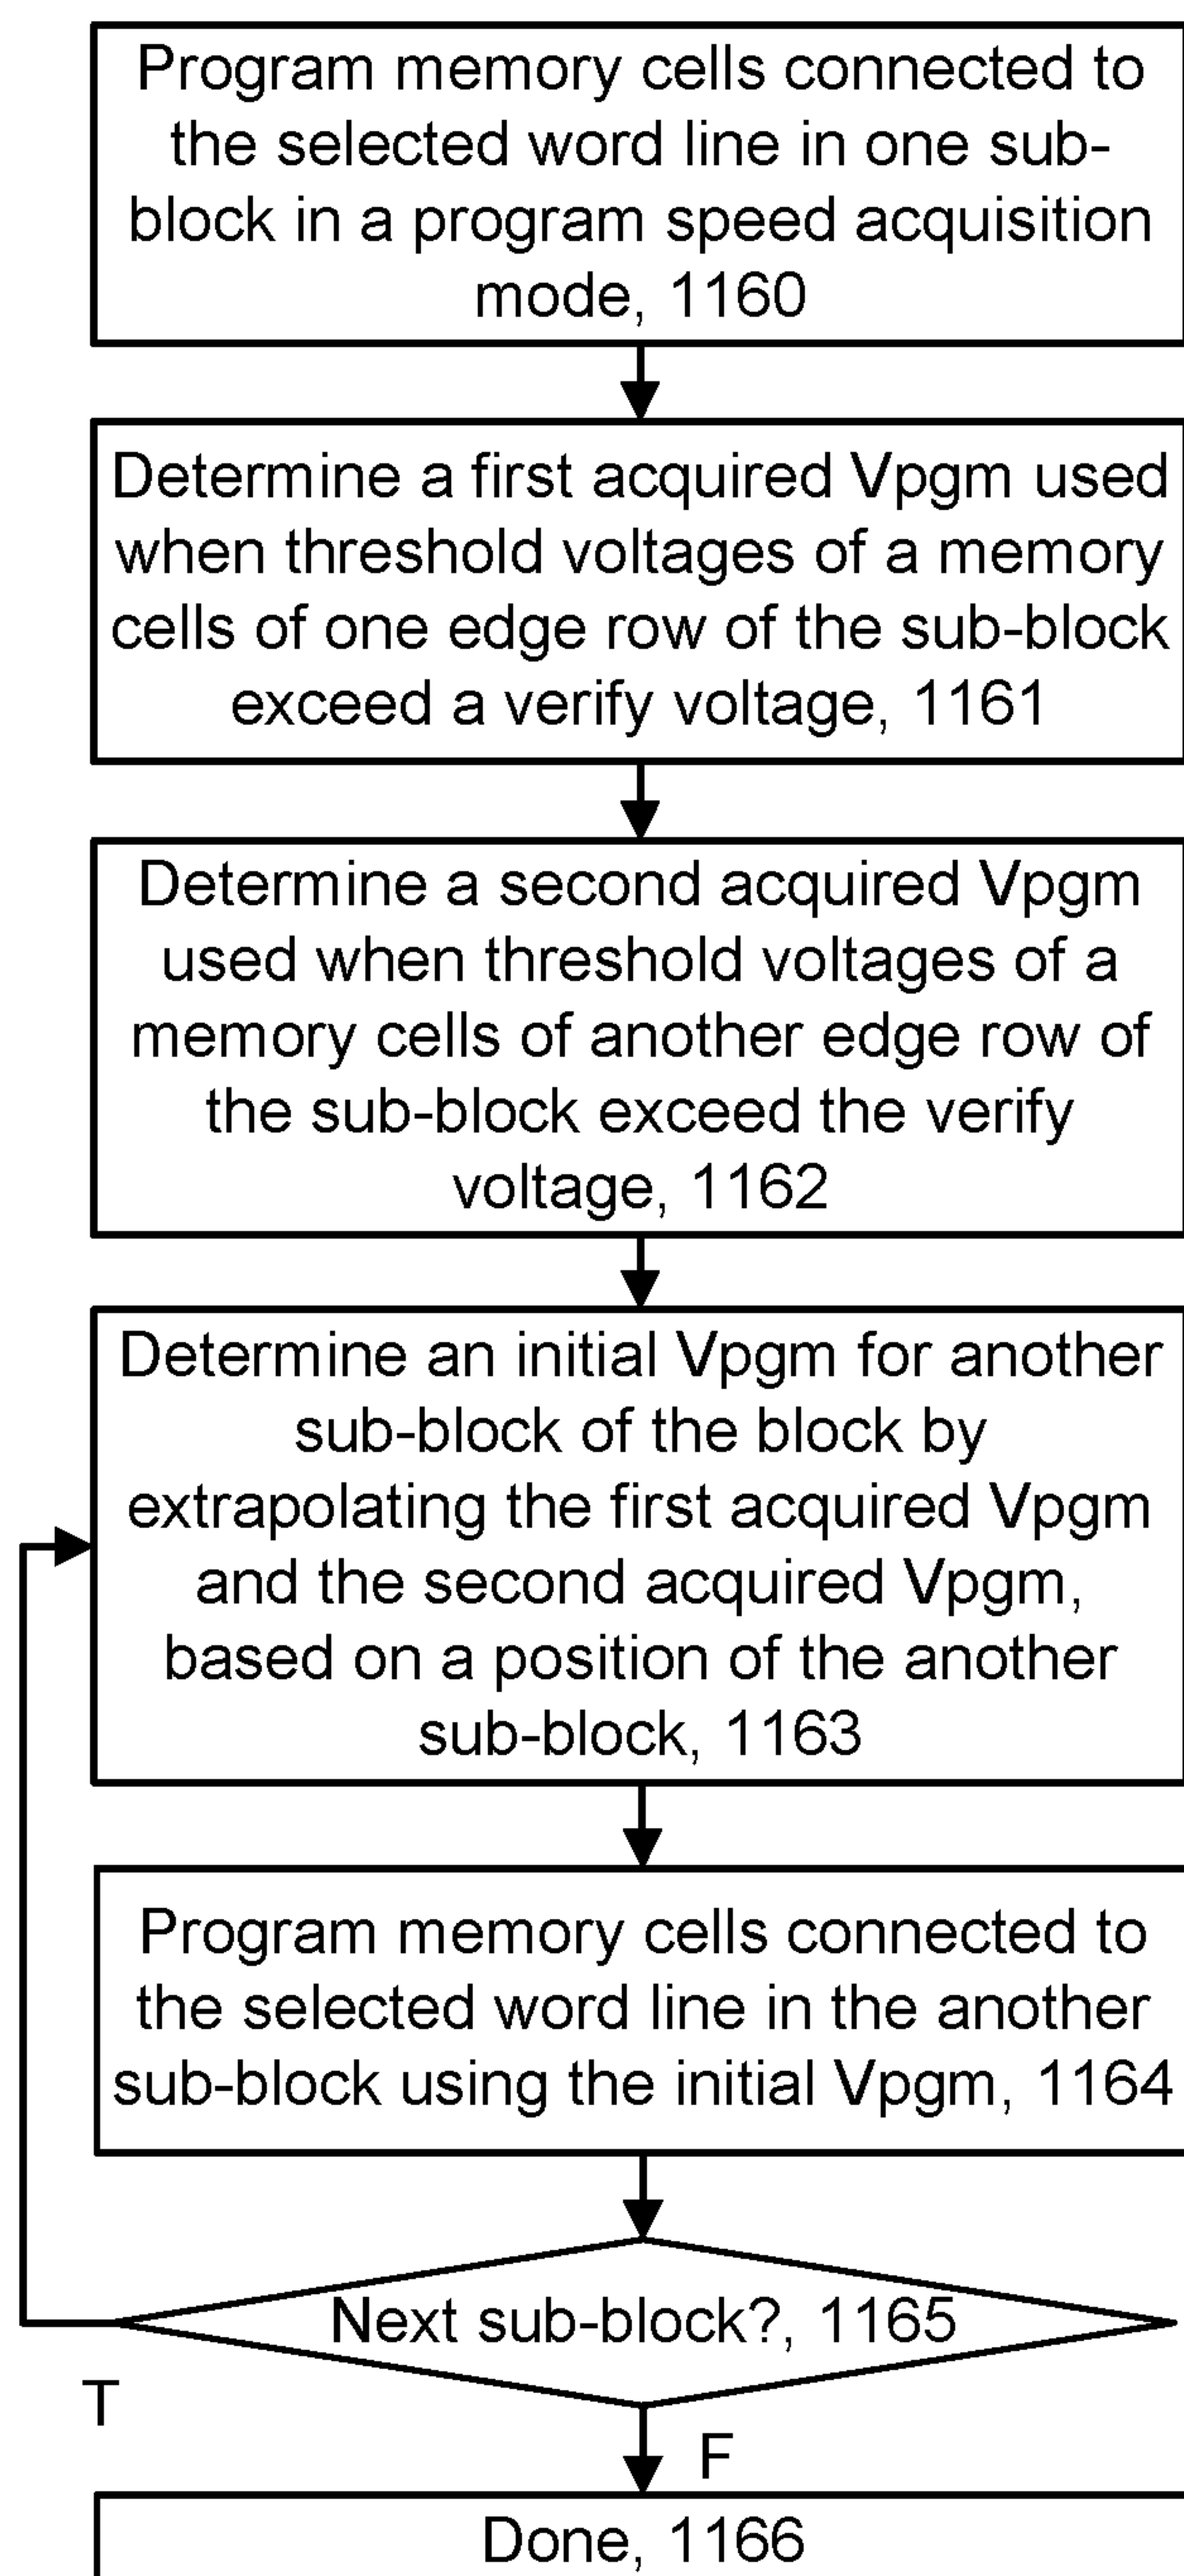 Program memory cells connected to
the selected word line in one sub-
block in a program speed acquisition
mode, 1160
Determine a first acquired Vpgm used
when threshold voltages of a memory
cells of one edge row of the sub-block
exceed a verify voltage, 1161
Determine a second acquired Vpgm
used when threshold voltages of a
memory cells of another edge row of
the sub-block exceed the verify
voltage, 1162
Determine an initial Vpgm for another
sub-block of the block by
extrapolating the first acquired Vpgm
and the second acquired Vpgm,
based on a position of the another
sub-block, 1163
Program memory cells connected to
the selected word line in the another
sub-block using the initial Vpgm, 1164
Next sub-block?, 1165
T
F
Done, 1166